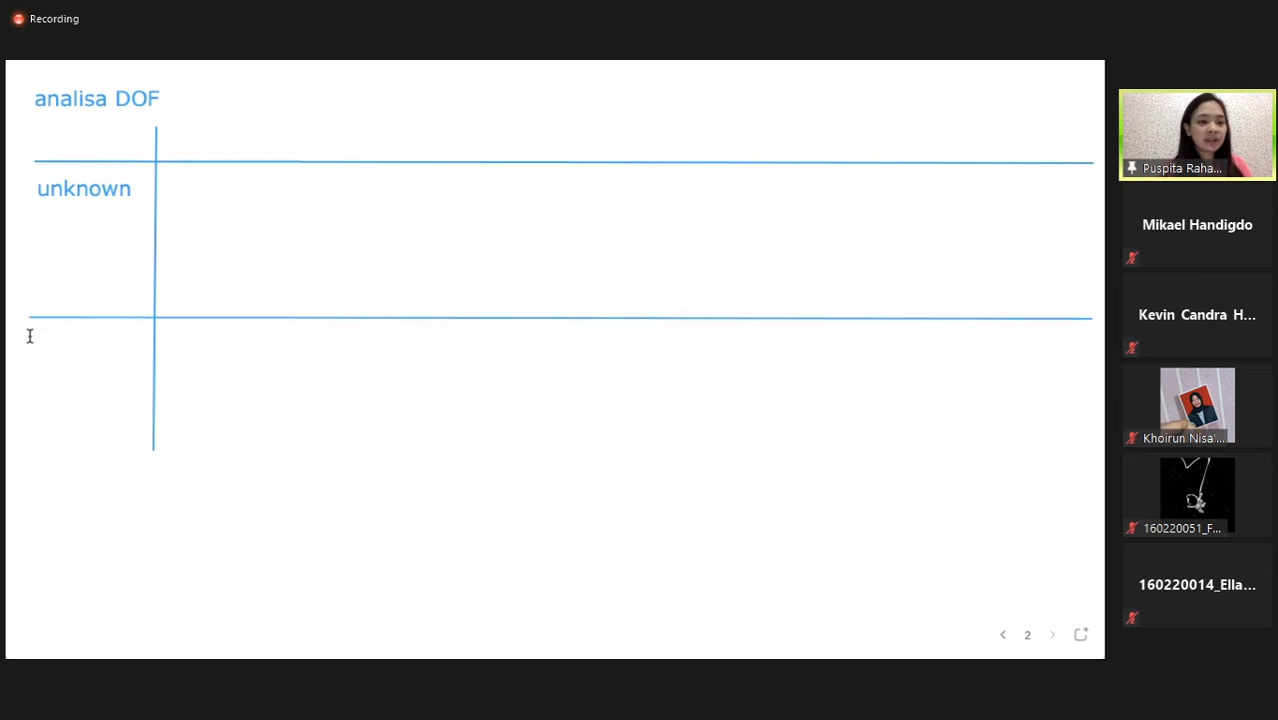 Recording
analisa DOF
unknown
Puspita Raha...
Mikael Handigdo
Kevin Candra H...
Khoirun Nisa'...
160220051_F...
160220014_Ella...
2